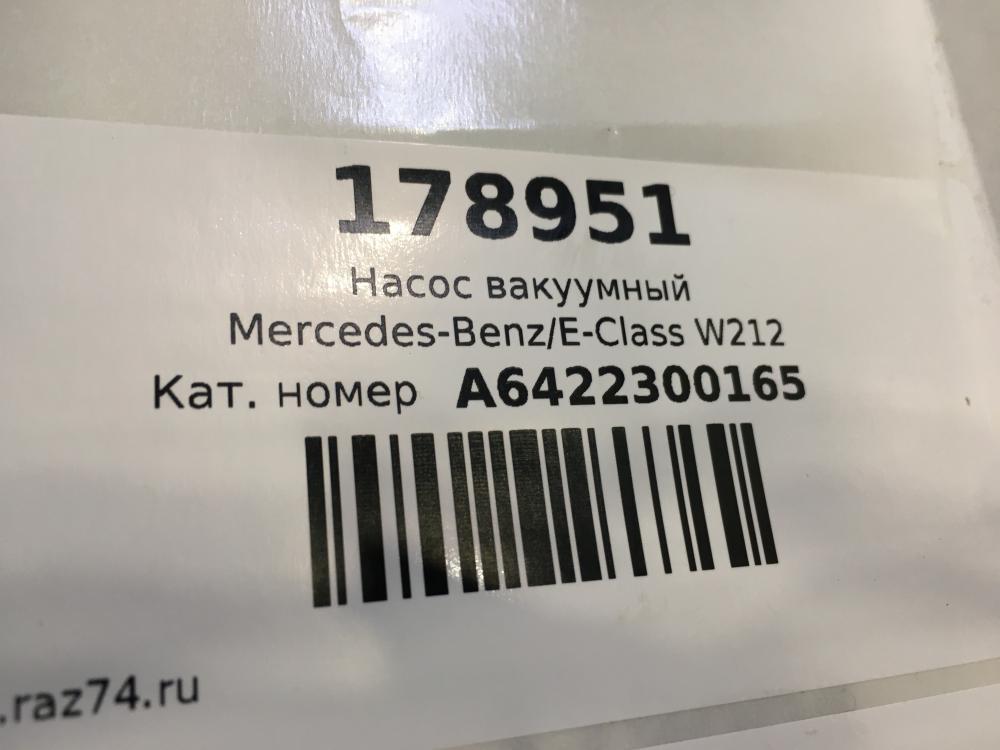 178951
Насос вакуумный
Mercedes-Benz/E-Class W212
Кат. номер A6422300165
.raz74.ru